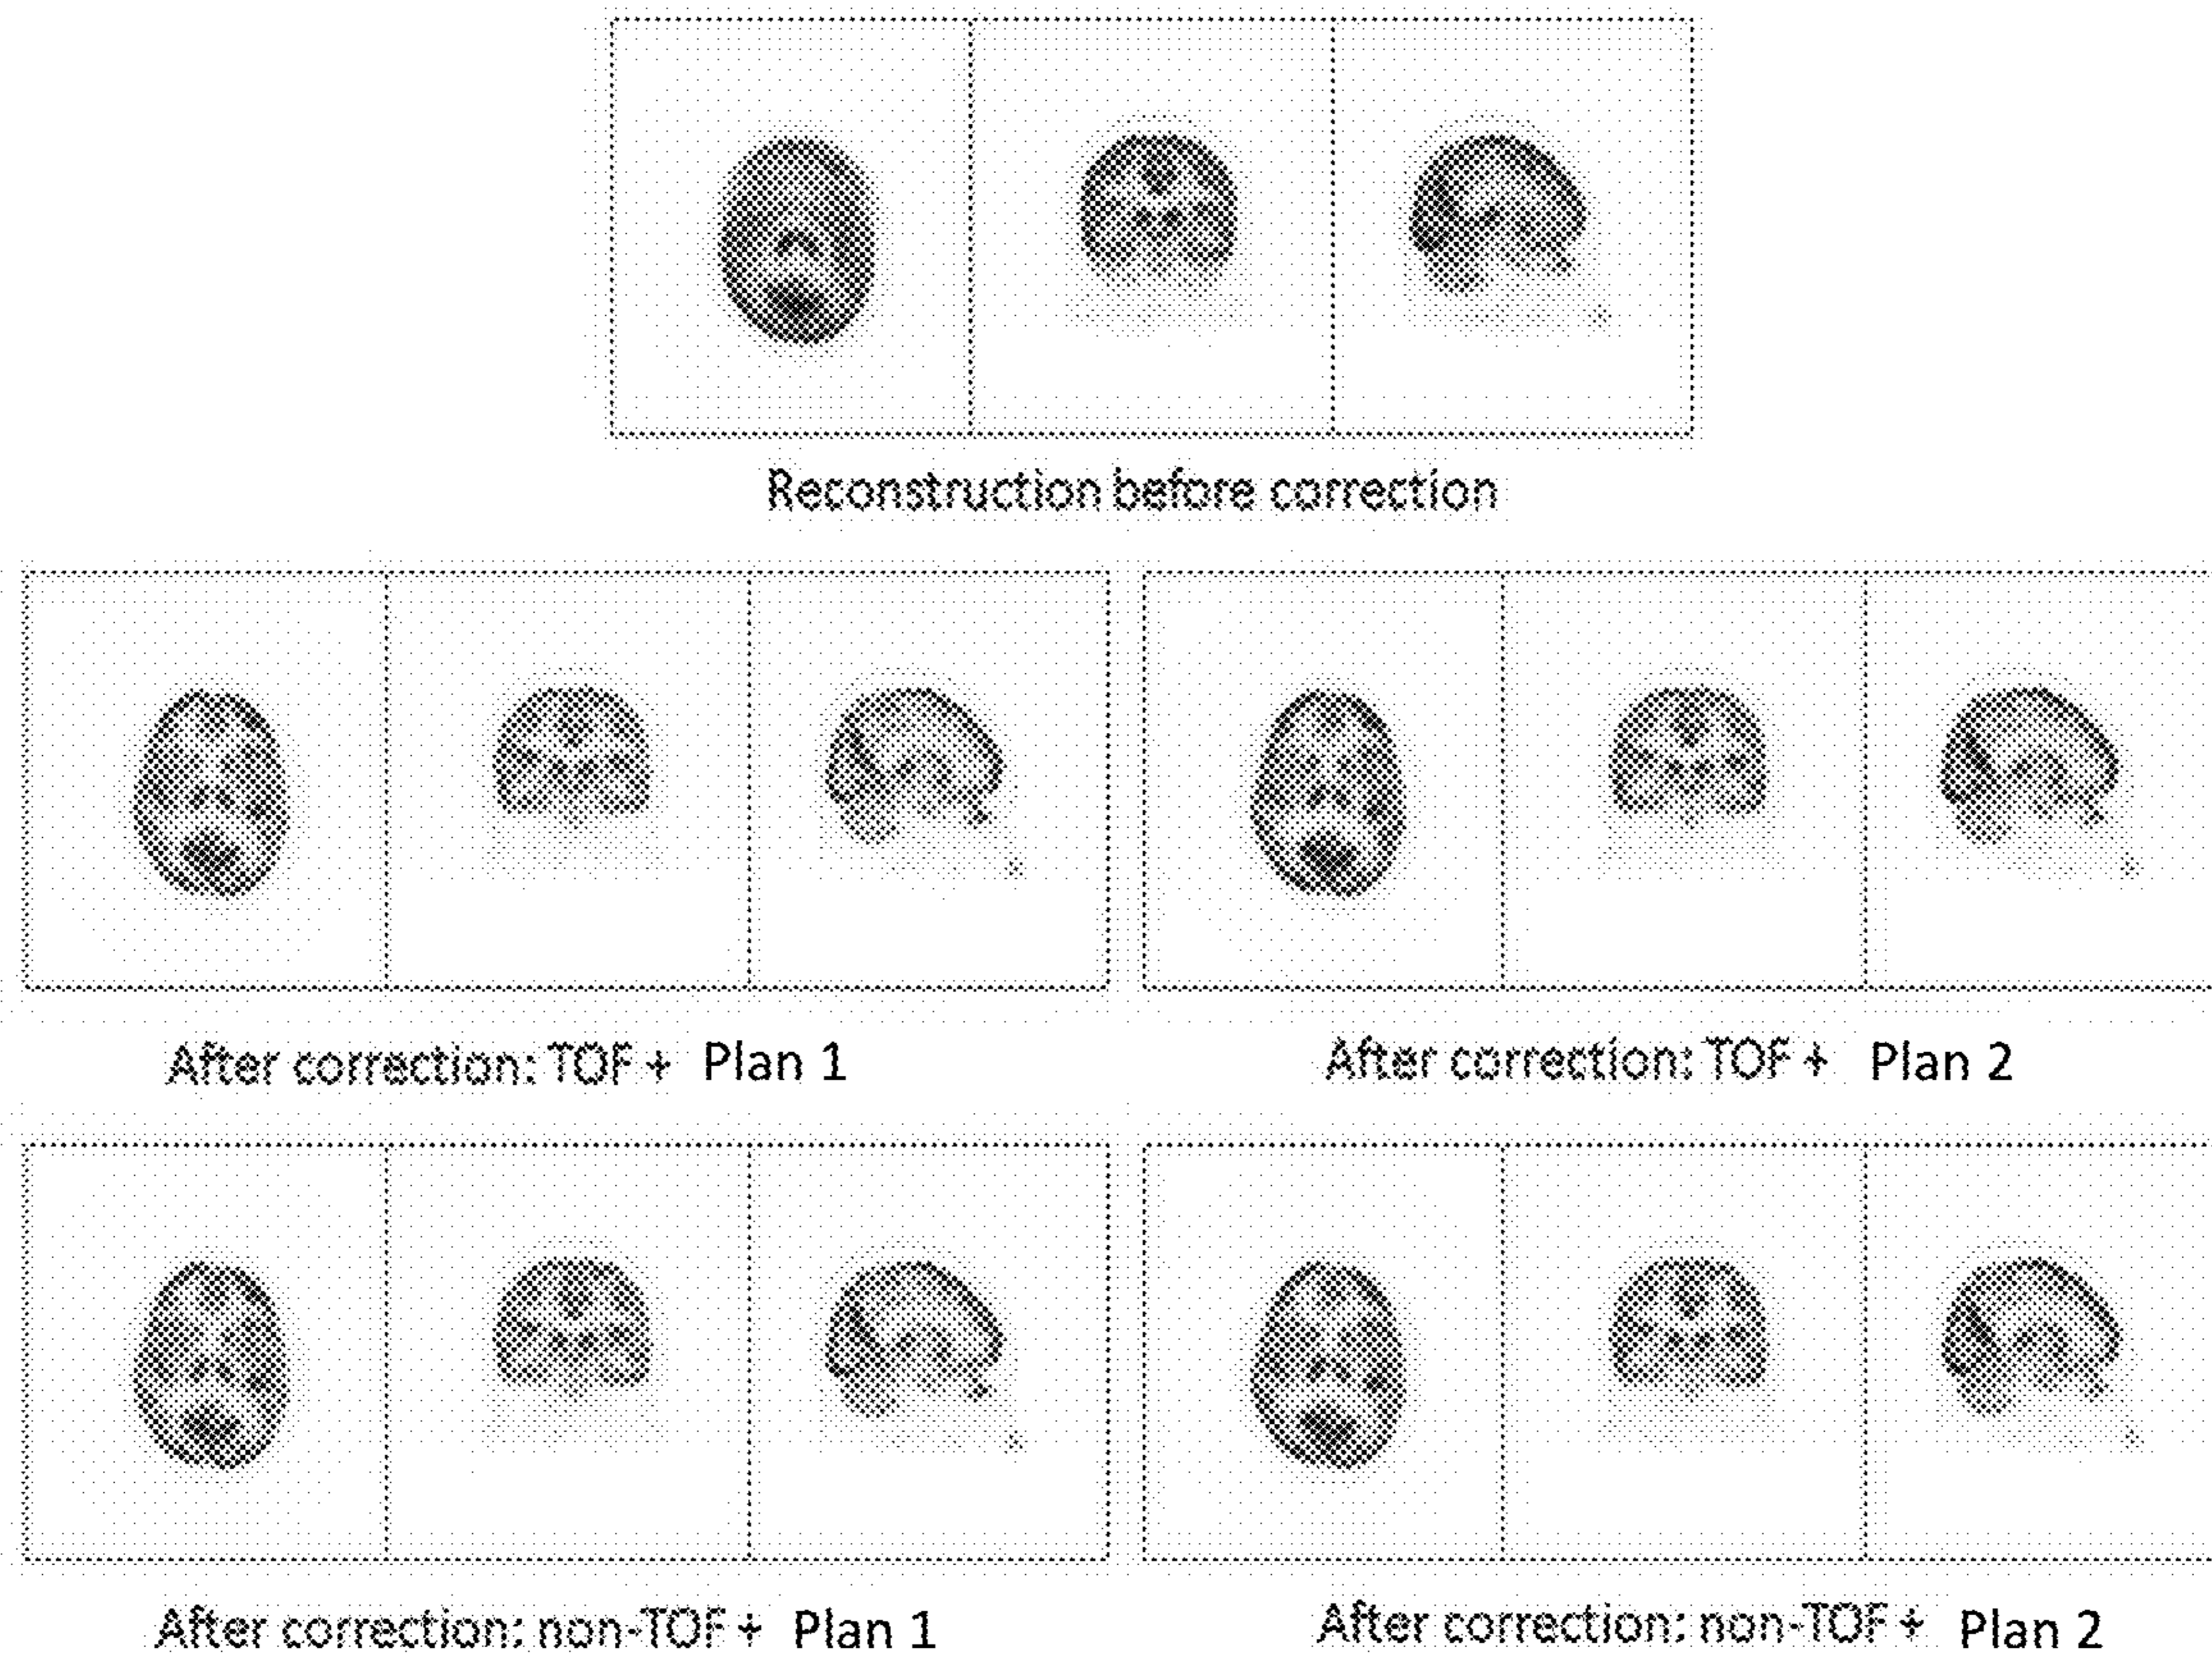 Reconstruction before correction
After correction: TOF + Plan 1
After correction: TOF + Plan 2
After correction: non-TOF + Plan 1
After correction: non-TOF + Plan 2